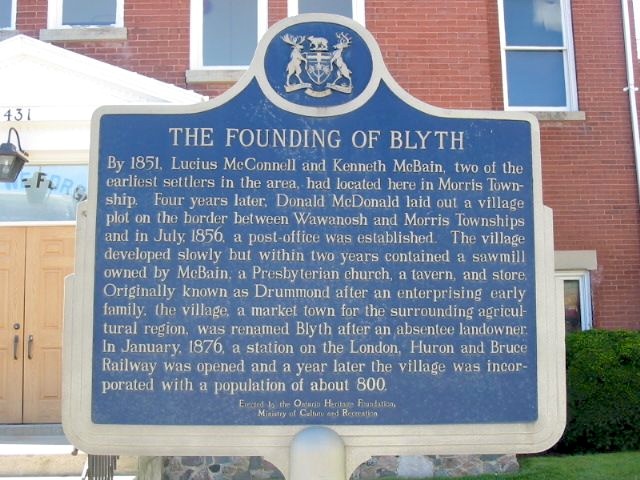 431
THE FOUNDING OF BLYTH
By 1851, Lucius McConnell and Kenneth McBain, two of the
earliest settlers in the area, had located here in Morris Town-
ship. Four years later, Donald McDonald laid out a village
plot on the border between Wawanosh and Morris Townships
and in July, 1856, a post-office was established. The village
developed slowly but within two years contained a sawmill
owned by McBain, a Presbyterian church, a tavern, and store.
Originally known as Drummond after an enterprising early
family, the village, a market town for the surrounding agricul-
tural region, was renamed Blyth after an absentee landowner.
In January, 1876, a station on the London, Huron and Bruce
Railway was opened and a year later the village was incor-
porated with a population of about 800.
Erected by the Ontario Heritage Foundation,
Ministry of Culture and Recreation